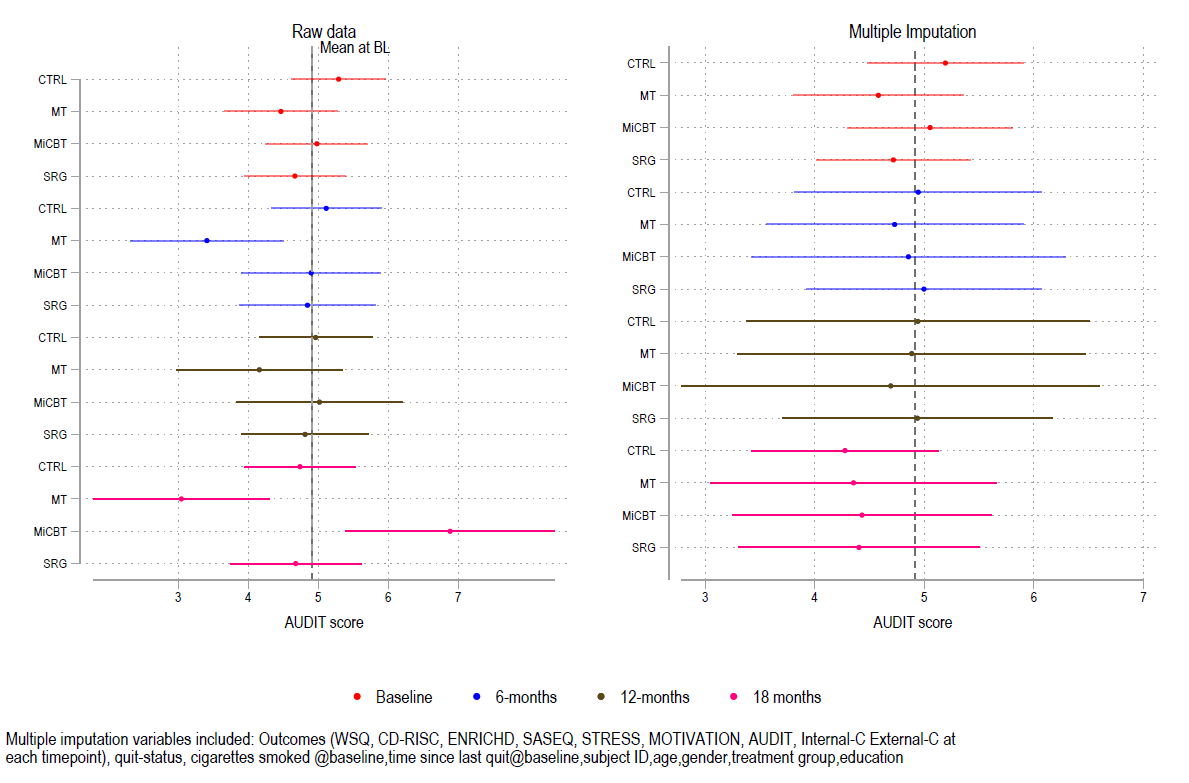 Raw data
Mean at BL
CTRL
MT
MiCBT
SRG
CTRL
MT
MiCBT
SRG
CTRL
MT
MiCBT
SRG
CTRL
MT
MiCBT
SRG
3 4 5 6 7
AUDIT score
Multiple Imputation
CTRL
MT
MiCBT
SRG
CTRL
MT
MiCBT
SRG
CTRL
MT
MiCBT
SRG
CTRL
MT
MiCBT
SRG
3 4 5 6 7
AUDIT score
Baseline 6-months 12-months 18 months
Multiple imputation variables included: Outcomes (WSQ, CD-RISC, ENRICHD, SASEQ, STRESS, MOTIVATION, AUDIT, Internal-C External-C at
each timepoint), quit-status, cigarettes smoked @baseline,time since last quit@baseline,subject ID,age,gender,treatment group,education